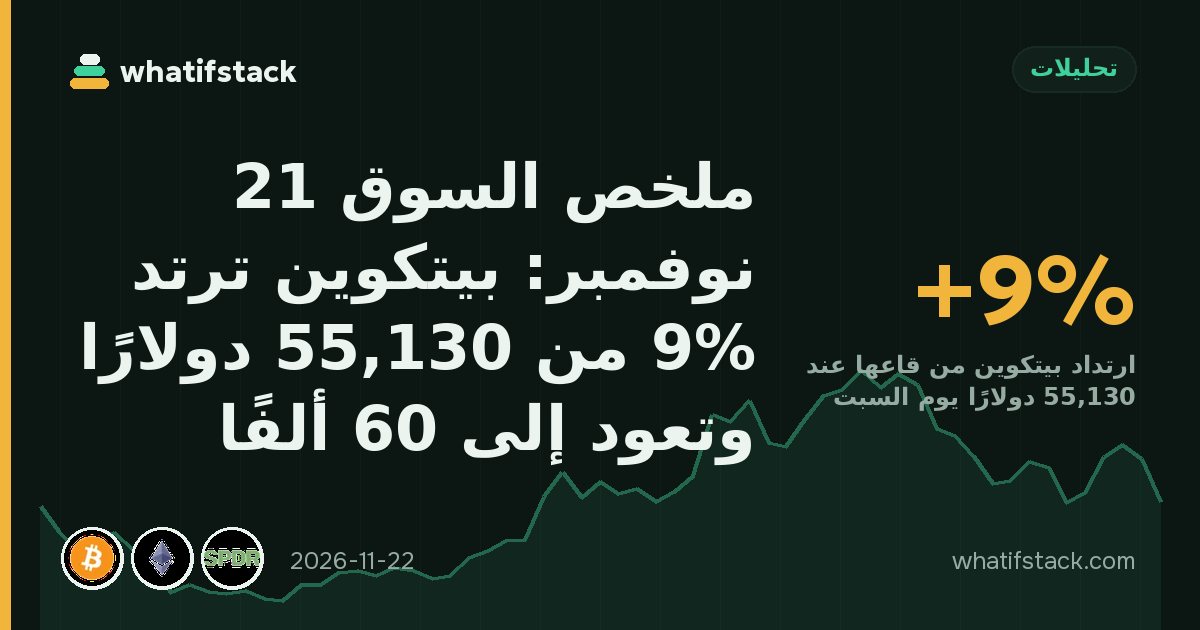 whatifstack
تحليلات
ملخص السوق 21
نوفمبر: بيتكوين ترتد
9% من 55,130 دولارًا
وتعود إلى 60 ألفًا
+9%
ارتداد بيتكوين من قاعها عند
55,130 دولارًا يوم السبت
SPDR
2026-11-22
whatifstack.com